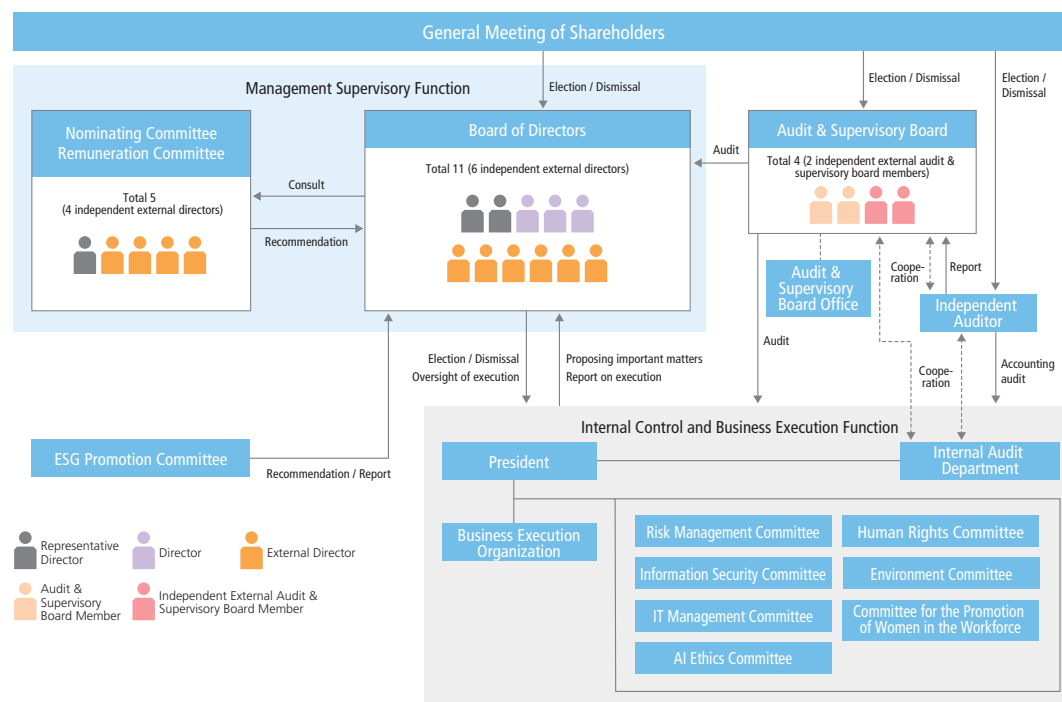 General Meeting of Shareholders
Management Supervisory Function
Election / Dismissal
Election / Dismissal
Election /
Dismissal
Nominating Committee
Remuneration Committee
Total 5
(4 independent external directors)
Consult
Recommendation
Board of Directors
Total 11 (6 independent external directors)
Audit
Audit & Supervisory Board
Total 4 (2 independent external audit &
supervisory board members)
Audit &
Supervisory
Board Office
Coope-
ration
Report
Independent
Auditor
Election / Dismissal
Oversight of execution
Proposing important matters
Report on execution
Audit
Coope-
ration
Accounting
audit
ESG Promotion Committee
Recommendation / Report
Internal Control and Business Execution Function
President
Internal Audit
Department
Business Execution
Organization
Risk Management Committee
Human Rights Committee
Information Security Committee
Environment Committee
IT Management Committee
Committee for the Promotion
of Women in the Workforce
AI Ethics Committee
Representative
Director
Director
External Director
Audit &
Supervisory
Board Member
Independent External Audit &
Supervisory Board Member